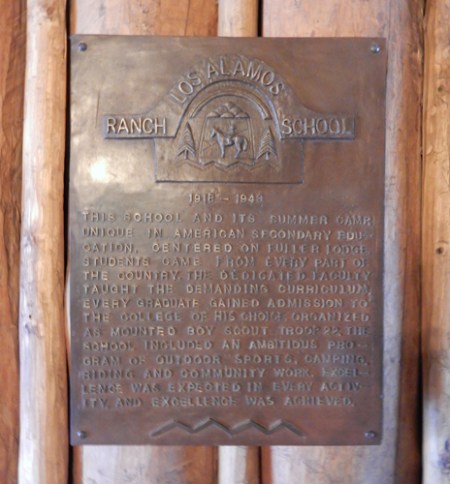 LOS ALAMOS
RANCH SCHOOL
1918 - 1943
THIS SCHOOL AND ITS SUMMER CAMP,
UNIQUE IN AMERICAN SECONDARY EDU-
CATION, CENTERED ON FULLER LODGE.
STUDENTS CAME FROM EVERY PART OF
THE COUNTRY. THE DEDICATED FACULTY
TAUGHT THE DEMANDING CURRICULUM.
EVERY GRADUATE GAINED ADMISSION TO
THE COLLEGE OF HIS CHOICE. ORGANIZED
AS MOUNTED BOY SCOUT TROOP 22, THE
SCHOOL INCLUDED AN AMBITIOUS PRO-
GRAM OF OUTDOOR SPORTS, CAMPING,
RIDING AND COMMUNITY WORK. EXCEL-
LENCE WAS EXPECTED IN EVERY ACTIV-
ITY, AND EXCELLENCE WAS ACHIEVED.